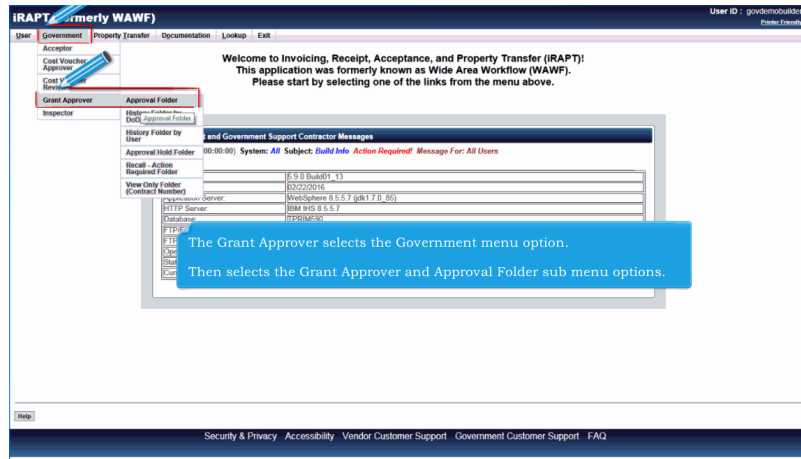 iRAPT (formerly WAWF)
User ID : govdemobuilder
Printer Friendly
User Government Property Transfer Documentation Lookup Exit
Acceptor
Cost Voucher Approver
Cost Reviewer
Grant Approver
Inspector
Approval Folder
History Folder by
Approval Folder
History Folder by User
Approval Hold Folder
Recall - Action Required Folder
View Only Folder (Contract Number)
Welcome to Invoicing, Receipt, Acceptance, and Property Transfer (iRAPT)!
This application was formerly known as Wide Area Workflow (WAWF).
Please start by selecting one of the links from the menu above.
and Government Support Contractor Messages
00:00:00) System: All Subject: Build Info Action Required! Message For: All Users
5.9.0 Build01_13
02/22/2016
Application Server: WebSphere 8.5.5.7 (jdk1.7.0_85)
HTTP Server: IBM IHS 8.5.5.7
Database: TPRIM590
The Grant Approver selects the Government menu option.
Then selects the Grant Approver and Approval Folder sub menu options.
Help
Security & Privacy Accessibility Vendor Customer Support Government Customer Support FAQ